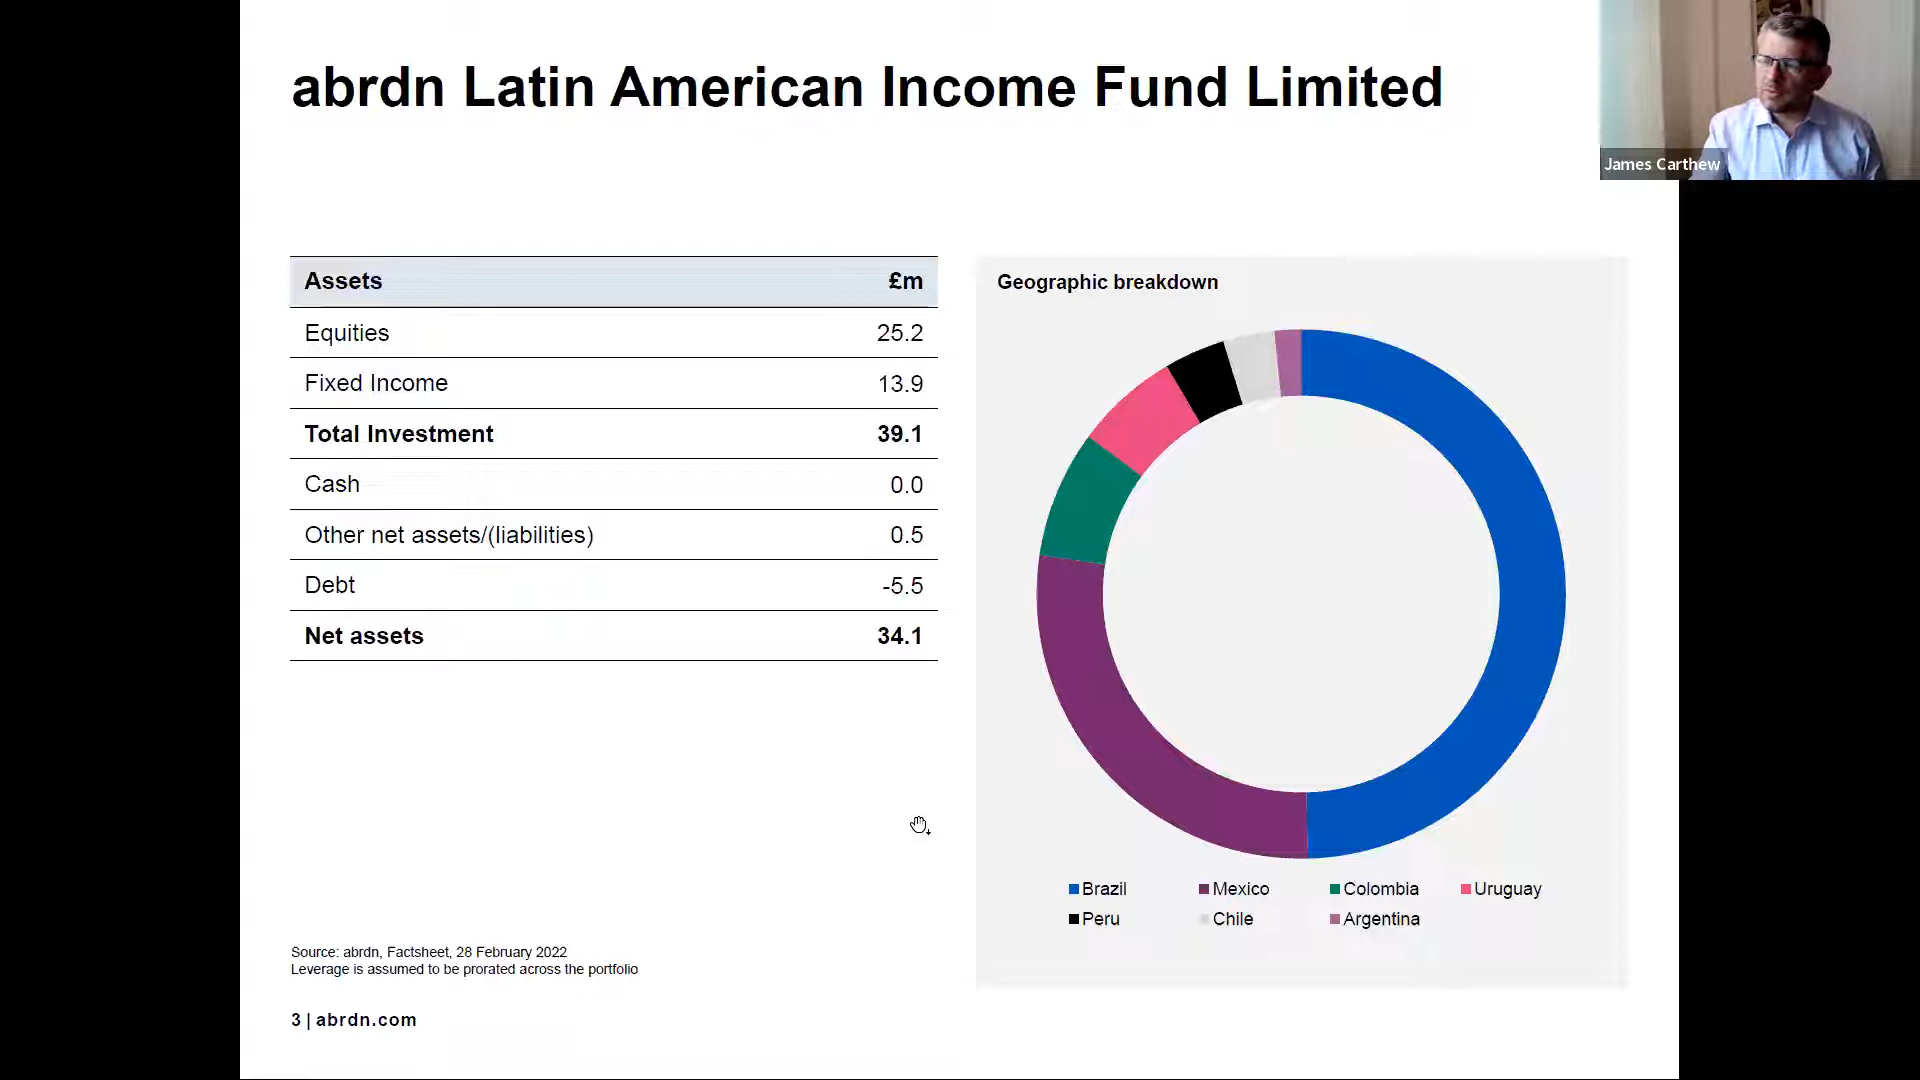 abrdn Latin American Income Fund Limited
James Carthew
Assets £m
Equities 25.2
Fixed Income 13.9
Total Investment 39.1
Cash 0.0
Other net assets/(liabilities) 0.5
Debt -5.5
Net assets 34.1
Geographic breakdown
Brazil Mexico Colombia Uruguay
Peru Chile Argentina
Source: abrdn, Factsheet, 28 February 2022
Leverage is assumed to be prorated across the portfolio
3 | abrdn.com